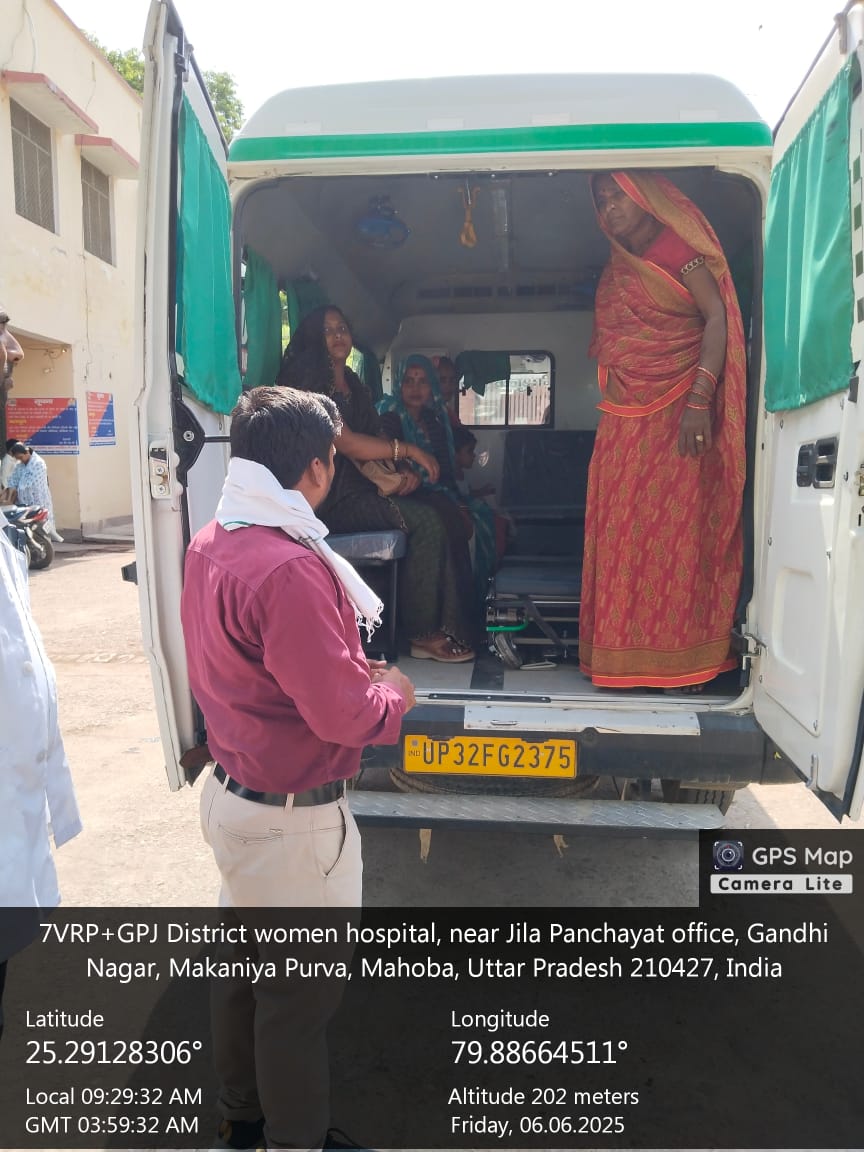 सूचना
IND UP32FG2375
GPS Map
Camera Lite
7VRP+GPJ District women hospital, near Jila Panchayat office, Gandhi
Nagar, Makaniya Purva, Mahoba, Uttar Pradesh 210427, India
Latitude
25.29128306°
Longitude
79.88664511°
Local 09:29:32 AM
GMT 03:59:32 AM
Altitude 202 meters
Friday, 06.06.2025